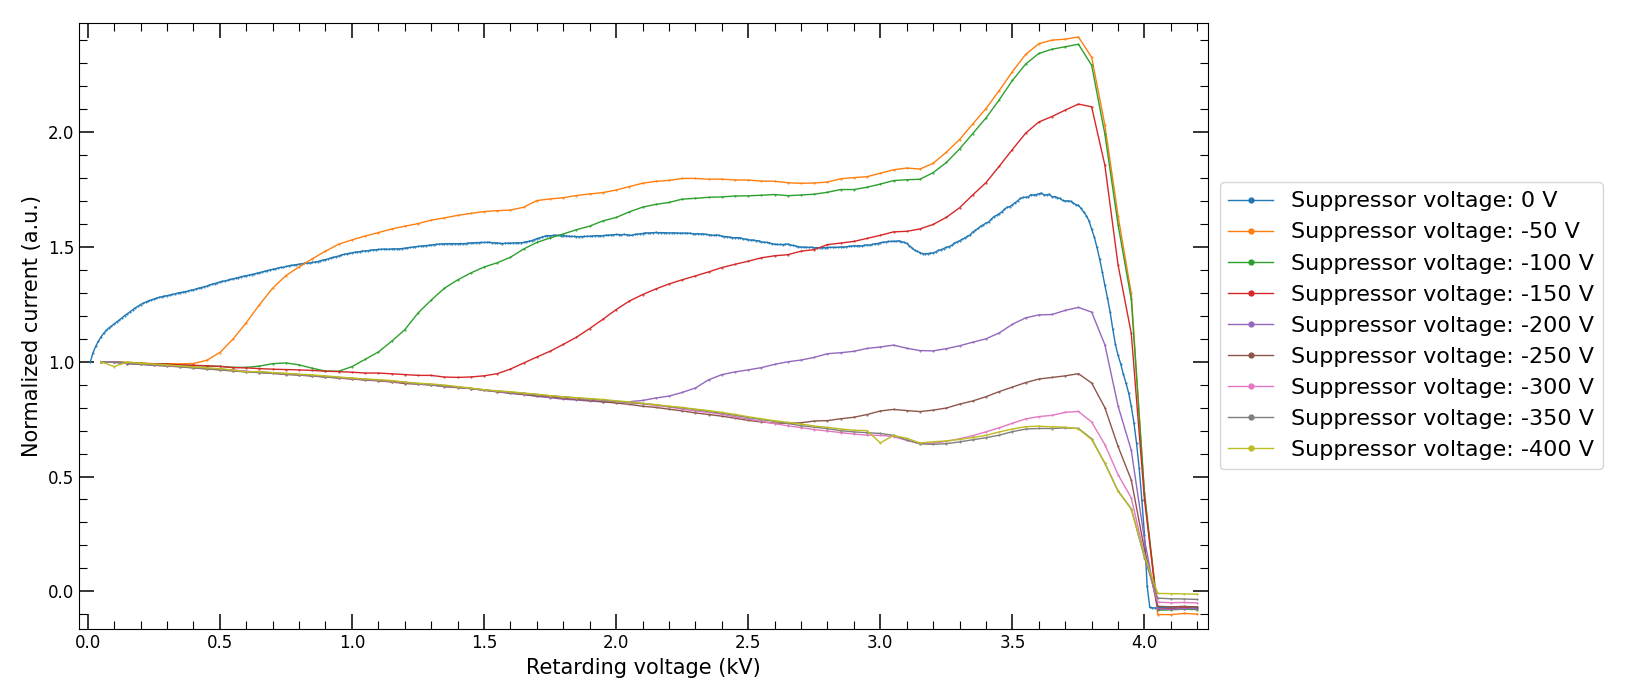 Normalized current (a.u.)
2.0
1.5
1.0
0.5
0.0
0.0 0.5 1.0 1.5 2.0 2.5 3.0 3.5 4.0
Retarding voltage (kV)
Suppressor voltage: 0 V
Suppressor voltage: -50 V
Suppressor voltage: -100 V
Suppressor voltage: -150 V
Suppressor voltage: -200 V
Suppressor voltage: -250 V
Suppressor voltage: -300 V
Suppressor voltage: -350 V
Suppressor voltage: -400 V